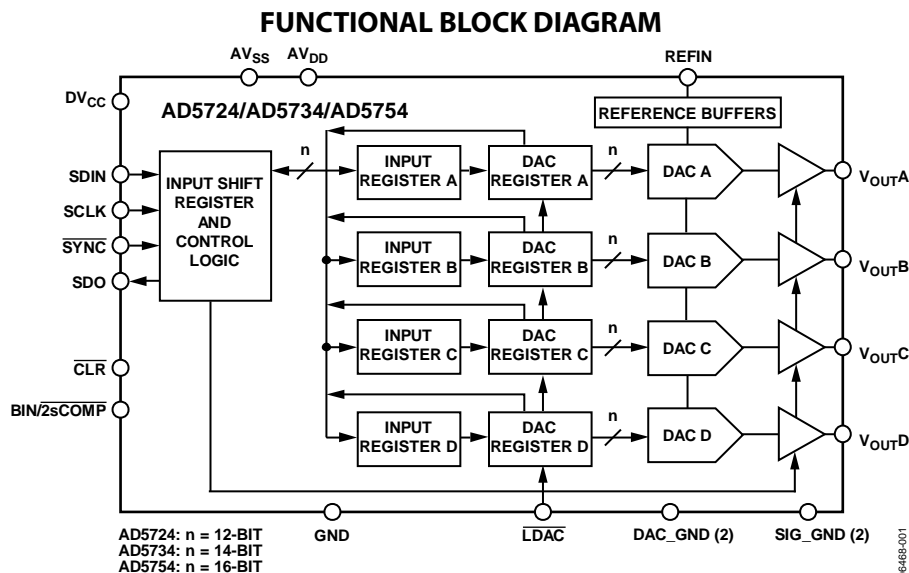 FUNCTIONAL BLOCK DIAGRAM
AVSS
AVDD
REFIN
DVCC
AD5724/AD5734/AD5754
REFERENCE BUFFERS
SDIN
SCLK
SYNC
SDO
INPUT SHIFT
REGISTER
AND
CONTROL
LOGIC
n
INPUT
REGISTER A
DAC
REGISTER A
n
DAC A
VOUTA
INPUT
REGISTER B
DAC
REGISTER B
n
DAC B
VOUTB
INPUT
REGISTER C
DAC
REGISTER C
n
DAC C
VOUTC
CLR
BIN/2sCOMP
INPUT
REGISTER D
DAC
REGISTER D
n
DAC D
VOUTD
AD5724: n = 12-BIT
AD5734: n = 14-BIT
AD5754: n = 16-BIT
GND
LDAC
DAC_GND (2)
SIG_GND (2)
06468-001